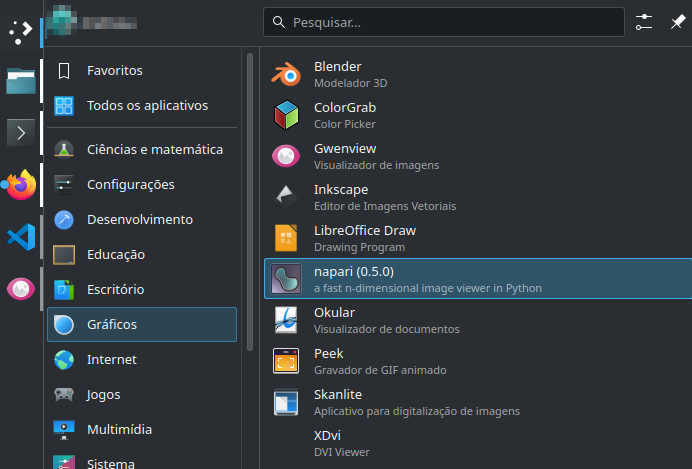 Pesquisar...
Favoritos
Todos os aplicativos
Ciências e matemática
Configurações
Desenvolvimento
Educação
Escritório
Gráficos
Internet
Jogos
Multimídia
Sistema
Blender
Modelador 3D
ColorGrab
Color Picker
Gwenview
Visualizador de imagens
Inkscape
Editor de Imagens Vetoriais
LibreOffice Draw
Drawing Program
napari (0.5.0)
a fast n-dimensional image viewer in Python
Okular
Visualizador de documentos
Peek
Gravador de GIF animado
Skanlite
Aplicativo para digitalização de imagens
XDvi
DVI Viewer